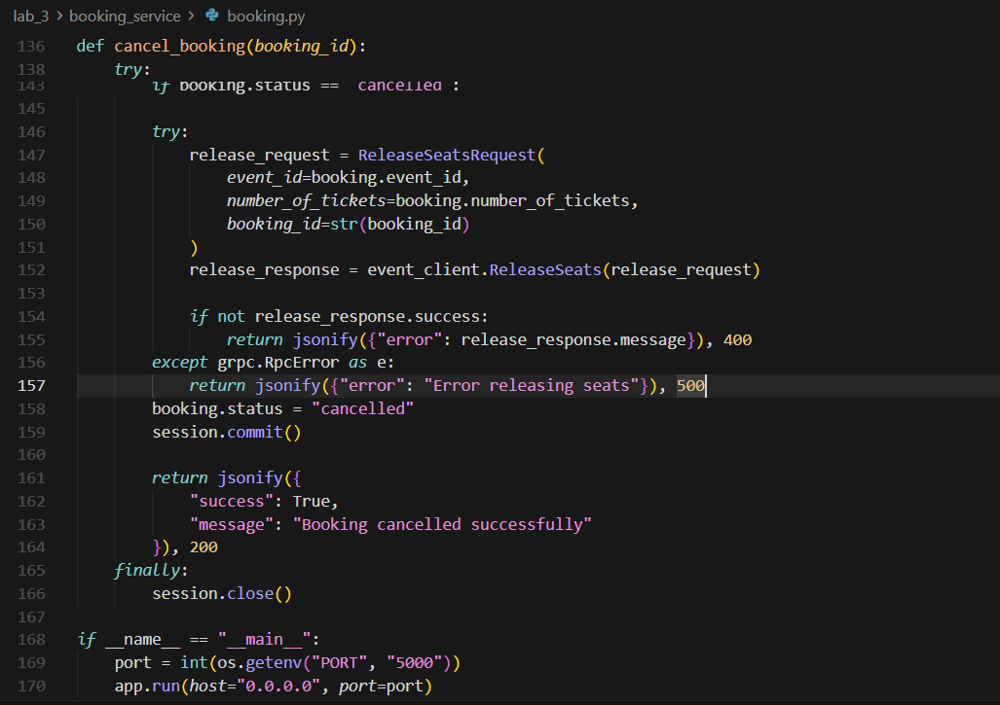 lab_3 > booking_service > booking.py
136 def cancel_booking(booking_id):
138     try:
143         if booking.status == "cancelled":
145
146         try:
147             release_request = ReleaseSeatsRequest(
148                 event_id=booking.event_id,
149                 number_of_tickets=booking.number_of_tickets,
150                 booking_id=str(booking_id)
151             )
152             release_response = event_client.ReleaseSeats(release_request)
153
154             if not release_response.success:
155                 return jsonify({"error": release_response.message}), 400
156         except grpc.RpcError as e:
157             return jsonify({"error": "Error releasing seats"}), 500
158         booking.status = "cancelled"
159         session.commit()
160
161         return jsonify({
162             "success": True,
163             "message": "Booking cancelled successfully"
164         }), 200
165     finally:
166         session.close()
167
168 if __name__ == "__main__":
169     port = int(os.getenv("PORT", "5000"))
170     app.run(host="0.0.0.0", port=port)